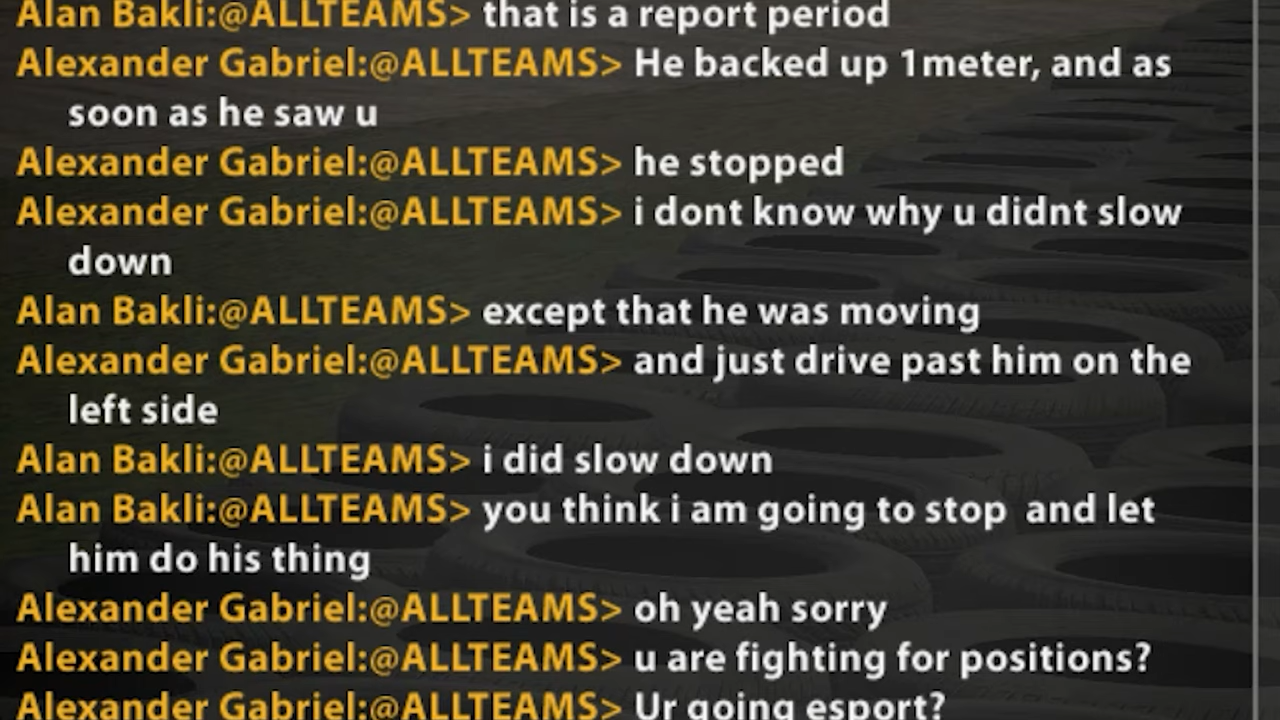 Alan Bakli:@ALLTEAMS> that is a report period
Alexander Gabriel:@ALLTEAMS> He backed up 1meter, and as
soon as he saw u
Alexander Gabriel:@ALLTEAMS> he stopped
Alexander Gabriel:@ALLTEAMS> i dont know why u didnt slow
down
Alan Bakli:@ALLTEAMS> except that he was moving
Alexander Gabriel:@ALLTEAMS> and just drive past him on the
left side
Alan Bakli:@ALLTEAMS> i did slow down
Alan Bakli:@ALLTEAMS> you think i am going to stop  and let
him do his thing
Alexander Gabriel:@ALLTEAMS> oh yeah sorry
Alexander Gabriel:@ALLTEAMS> u are fighting for positions?
Alexander Gabriel:@ALLTEAMS> Ur going esport?